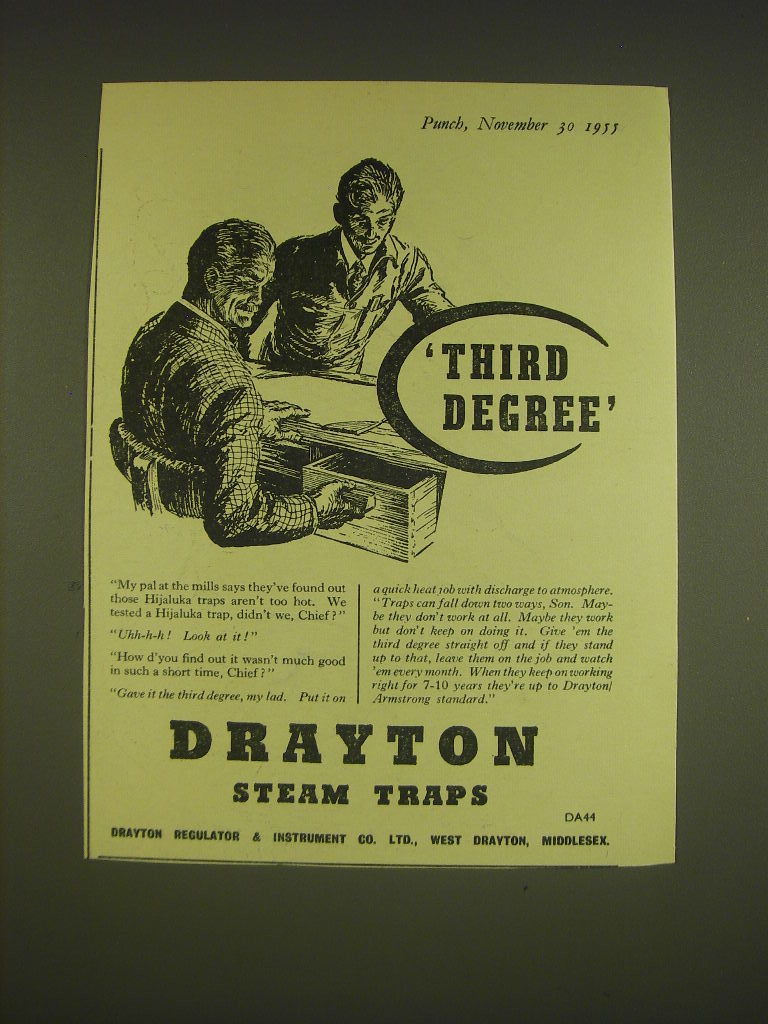 Punch, November 30 1955
'THIRD
DEGREE'
"My pal at the mills says they've found out
those Hijaluka traps aren't too hot. We
tested a Hijaluka trap, didn't we, Chief?"
"Uhh-h-h! Look at it!"
"How d'you find out it wasn't much good
in such a short time, Chief?"
"Gave it the third degree, my lad. Put it on
a quick heat job with discharge to atmosphere.
"Traps can fall down two ways, Son. May-
be they don't work at all. Maybe they work
but don't keep on doing it. Give 'em the
third degree straight off and if they stand
up to that, leave them on the job and watch
'em every month. When they keep on working
right for 7-10 years they're up to Drayton/
Armstrong standard."
DRAYTON
STEAM TRAPS
DA44
DRAYTON REGULATOR & INSTRUMENT CO. LTD., WEST DRAYTON, MIDDLESEX.